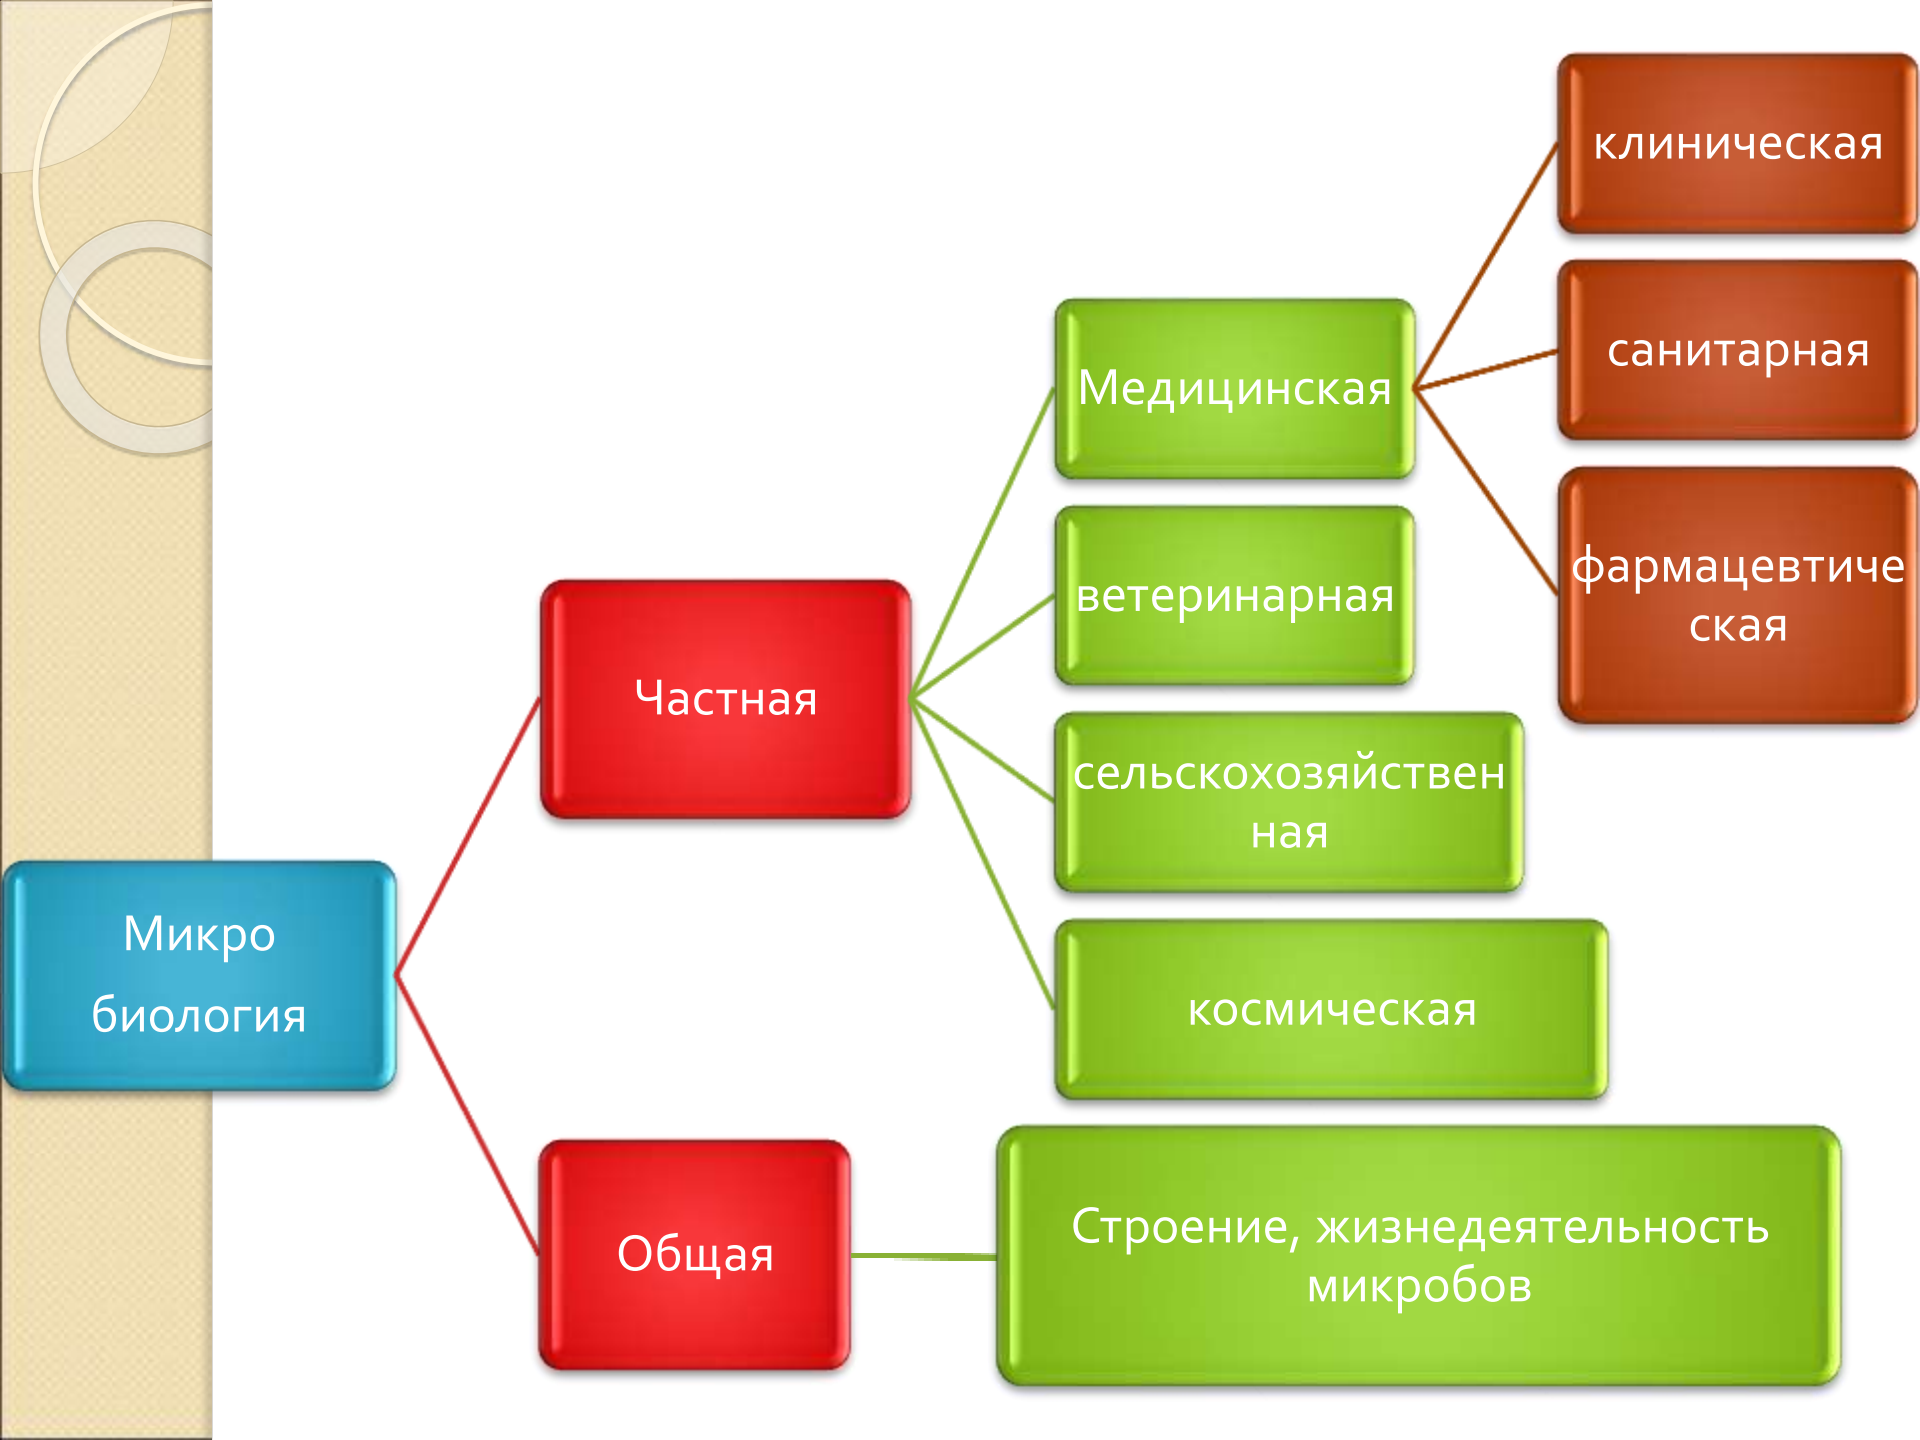 клиническая
санитарная
фармацевтиче
ская
Медицинская
ветеринарная
сельскохозяйствен
ная
космическая
Частная
Микро
биология
Общая
Строение, жизнедеятельность
микробов